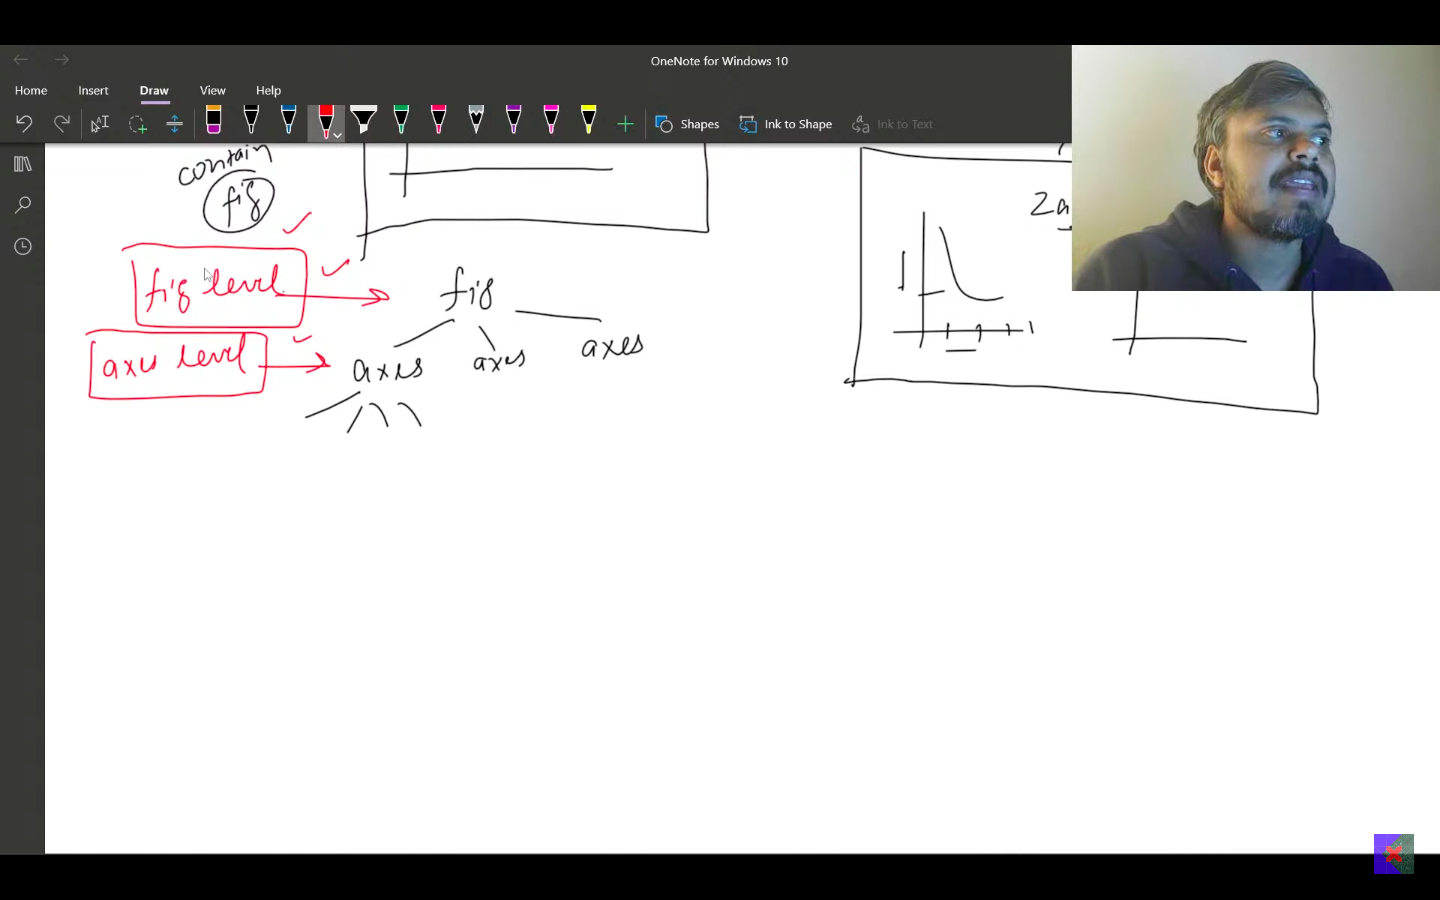 OneNote for Windows 10
Home Insert Draw View Help
Shapes Ink to Shape Ink to Text
contain
fig
2a
fig level
fig
axes level
axes axes axes